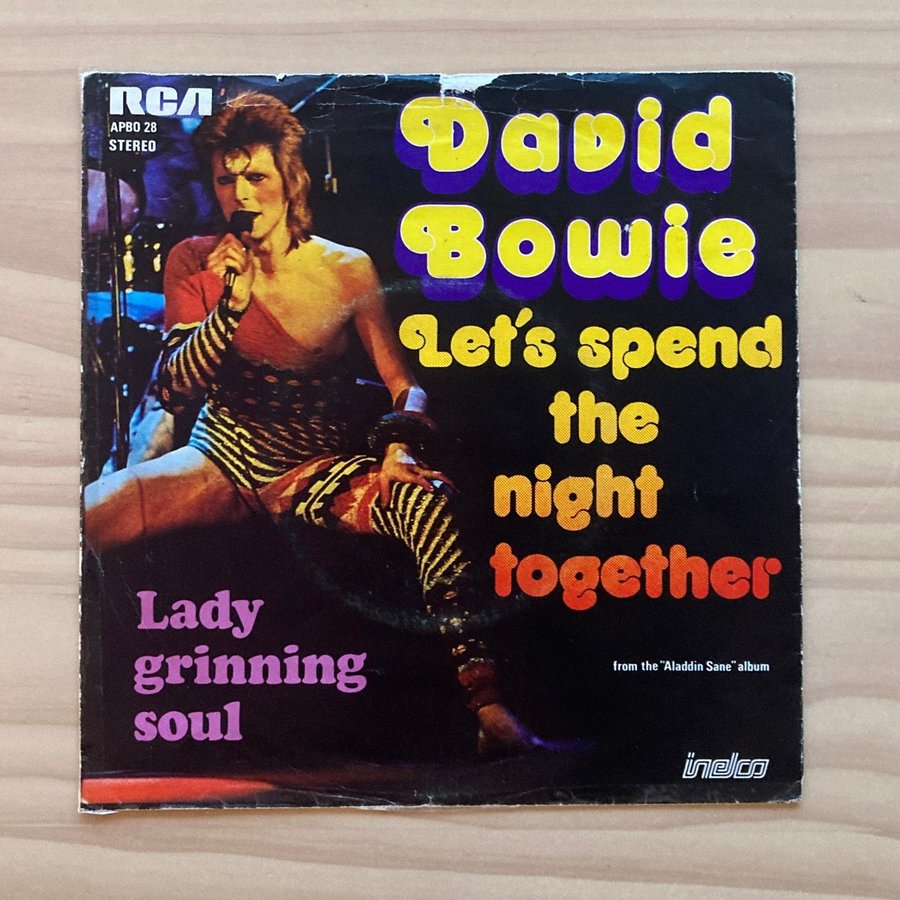 RCA
APBO 28
STEREO
David
Bowie
Let's spend
the
night
together
Lady
grinning
soul
from the "Aladdin Sane" album
inelco